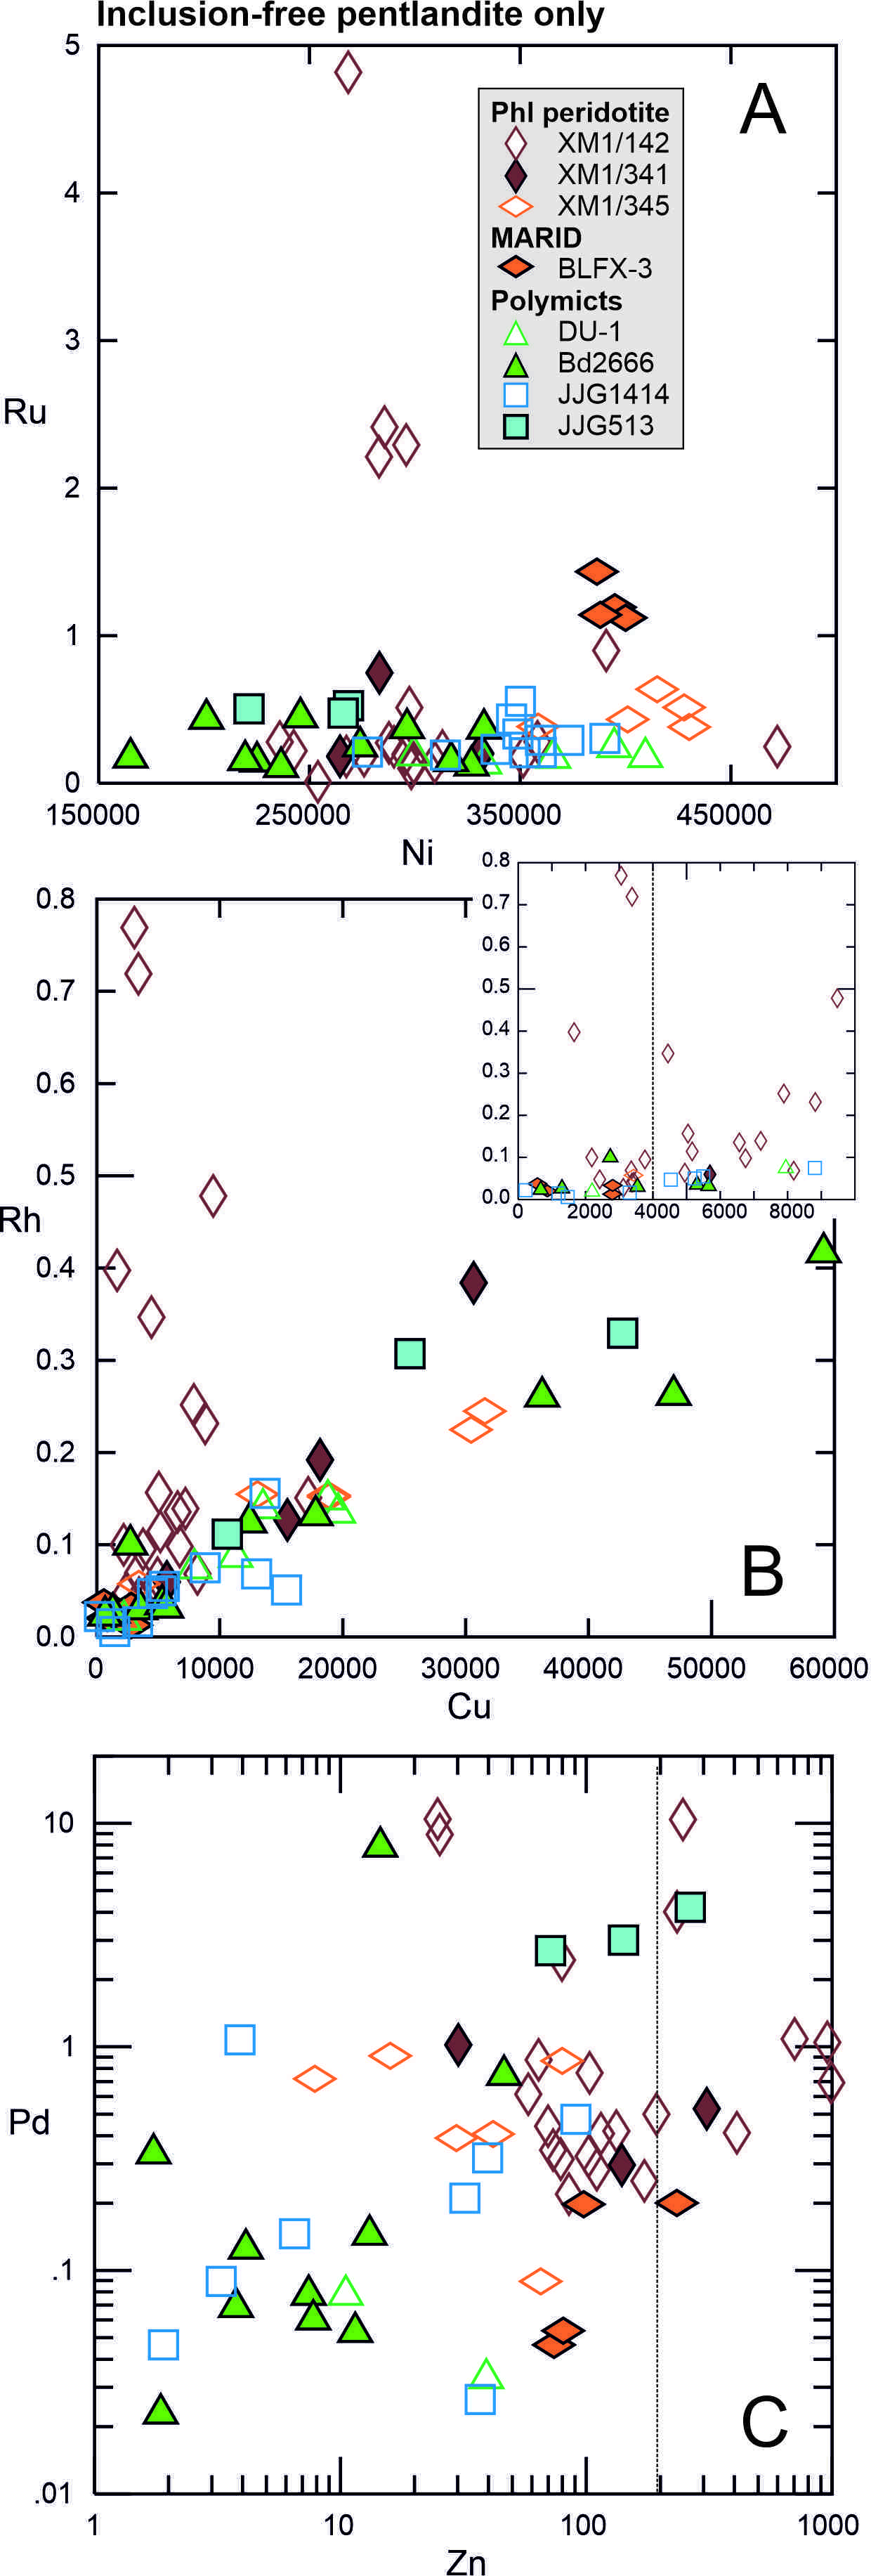 Inclusion-free pentlandite only
5
A
Phl peridotite
XM1/142
XM1/341
XM1/345
MARID
BLFX-3
Polymicts
DU-1
Bd2666
JJG1414
JJG513
4
3
Ru
2
1
0
150000 250000 350000 450000
Ni
0.8
0.7
0.6
0.5
0.4
0.3
0.2
0.1
0.0
0 2000 4000 6000 8000
0.8
0.7
0.6
0.5
Rh
0.4
0.3
0.2
0.1
B
0.0
0 10000 20000 30000 40000 50000 60000
Cu
10
1
Pd
.1
C
.01
1 10 100 1000
Zn